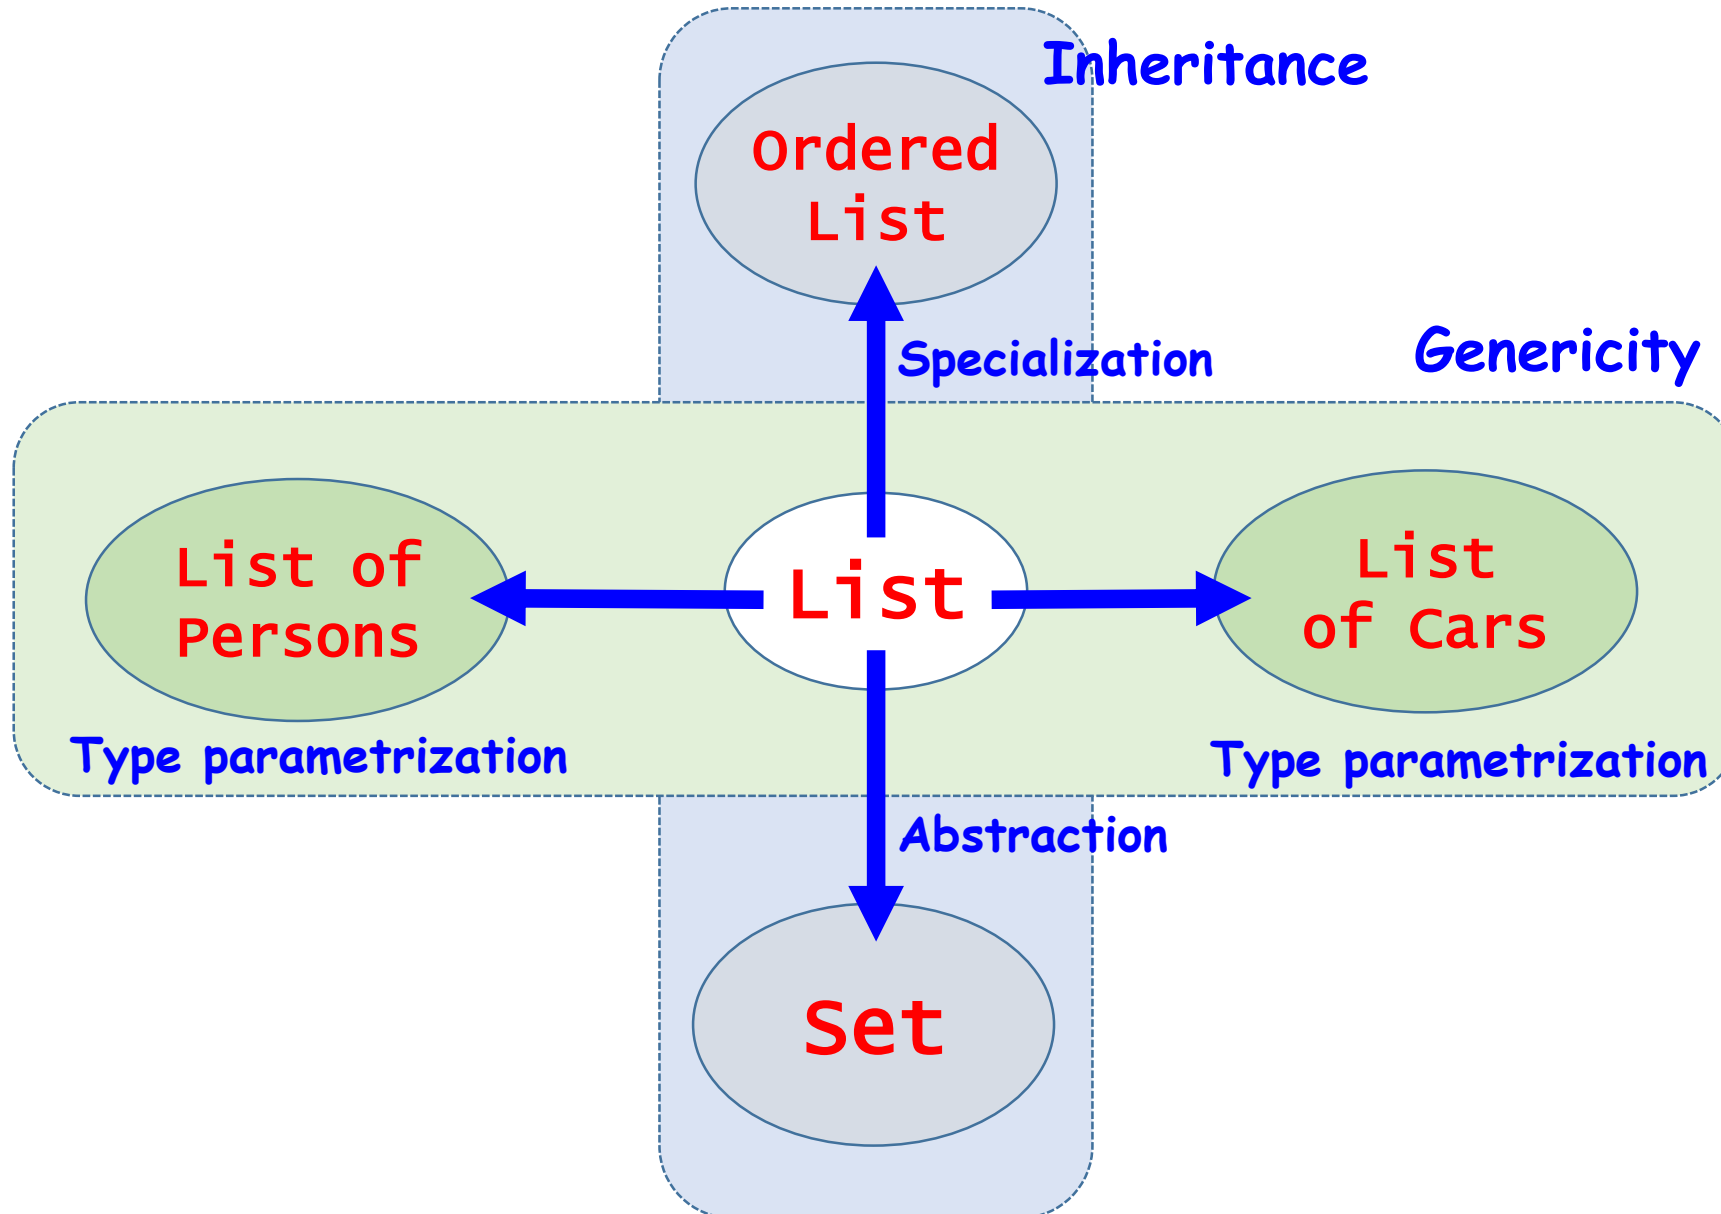 Inheritance
Ordered
List
Specialization
Genericity
List of
Persons
List
List
of Cars
Type parametrization
Type parametrization
Abstraction
Set